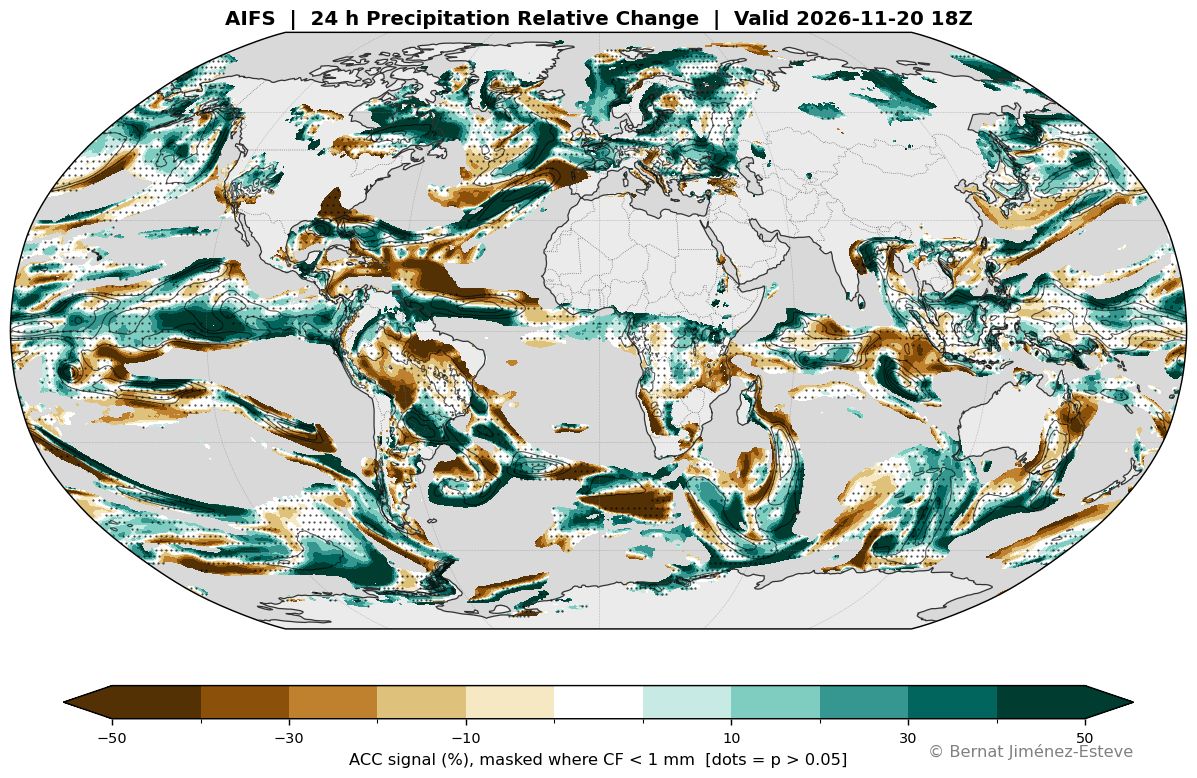 AIFS | 24 h Precipitation Relative Change | Valid 2026-11-20 18Z
−50 −30 −10 10 30 50
© Bernat Jiménez-Esteve
ACC signal (%), masked where CF < 1 mm [dots = p > 0.05]